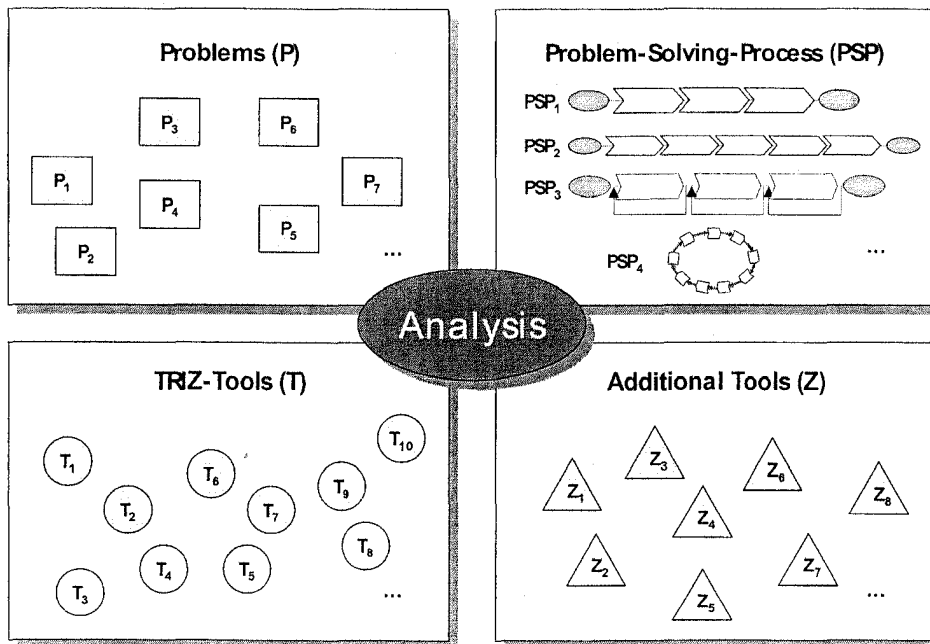 Problems (P)
P3
P6
P1
P7
P4
P5
P2
...
Problem-Solving-Process (PSP)
PSP1
PSP2
PSP3
PSP4
...
Analysis
TRIZ-Tools (T)
T10
T1
T6
T9
T2
T7
T8
T4
T5
T3
...
Additional Tools (Z)
Z3
Z6
Z1
Z8
Z4
Z2
Z7
Z5
...